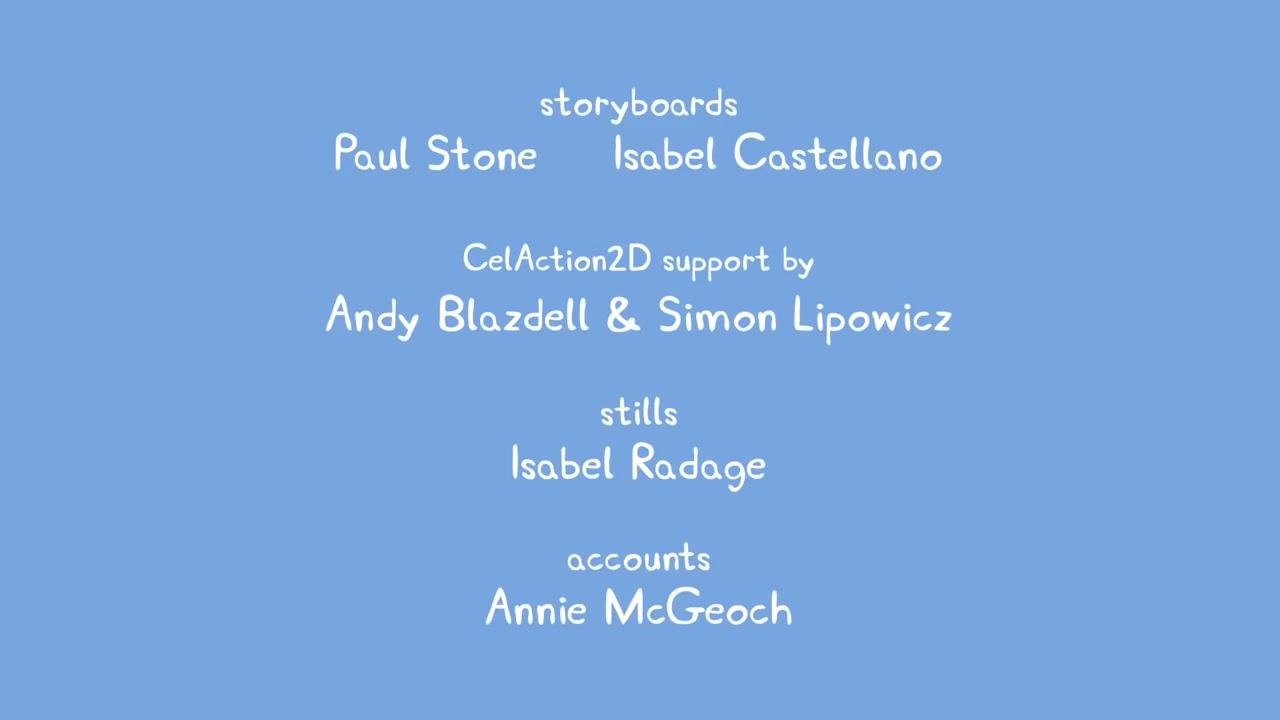 storyboards
Paul Stone Isabel Castellano
CelAction2D support by
Andy Blazdell & Simon Lipowicz
stills
Isabel Radage
accounts
Annie McGeoch